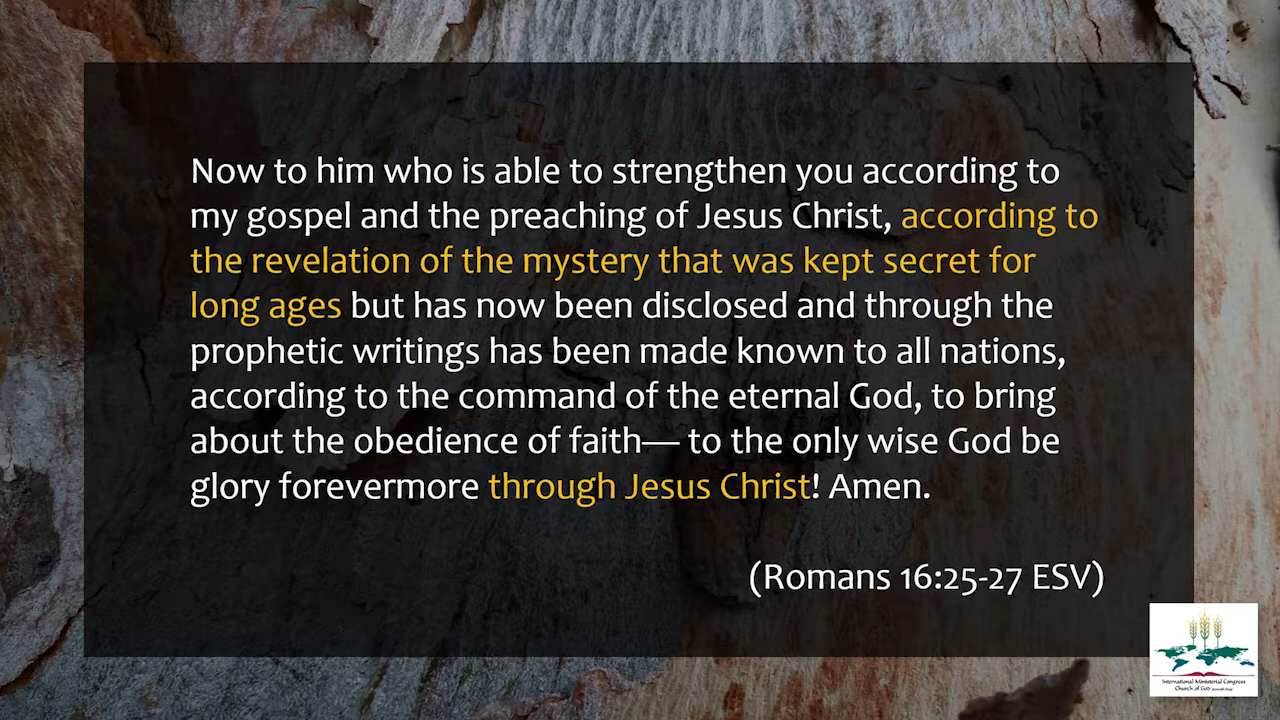 Now to him who is able to strengthen you according to
my gospel and the preaching of Jesus Christ, according to
the revelation of the mystery that was kept secret for
long ages but has now been disclosed and through the
prophetic writings has been made known to all nations,
according to the command of the eternal God, to bring
about the obedience of faith— to the only wise God be
glory forevermore through Jesus Christ! Amen.
(Romans 16:25-27 ESV)
International Ministerial Congress
Church of God (Seventh Day)